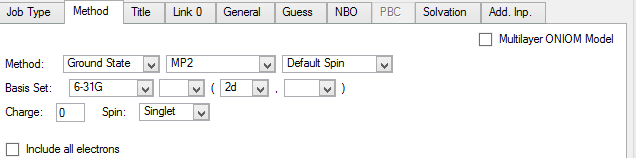 Job Type Method Title Link 0 General Guess NBO PBC Solvation Add. Inp.
Multilayer ONIOM Model
Method: Ground State MP2 Default Spin
Basis Set: 6-31G ( 2d , )
Charge: 0 Spin: Singlet
Include all electrons